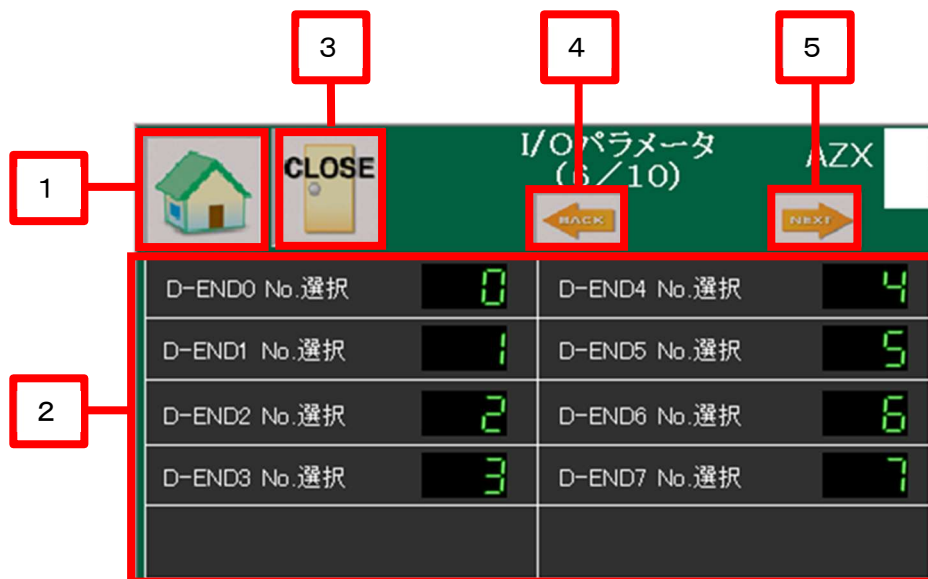 3
4
5
1
CLOSE
I/Oパラメータ
(6/10)
AZX
BACK
NEXT
2
D-END0 No.選択
0
D-END4 No.選択
4
D-END1 No.選択
1
D-END5 No.選択
5
D-END2 No.選択
2
D-END6 No.選択
6
D-END3 No.選択
3
D-END7 No.選択
7